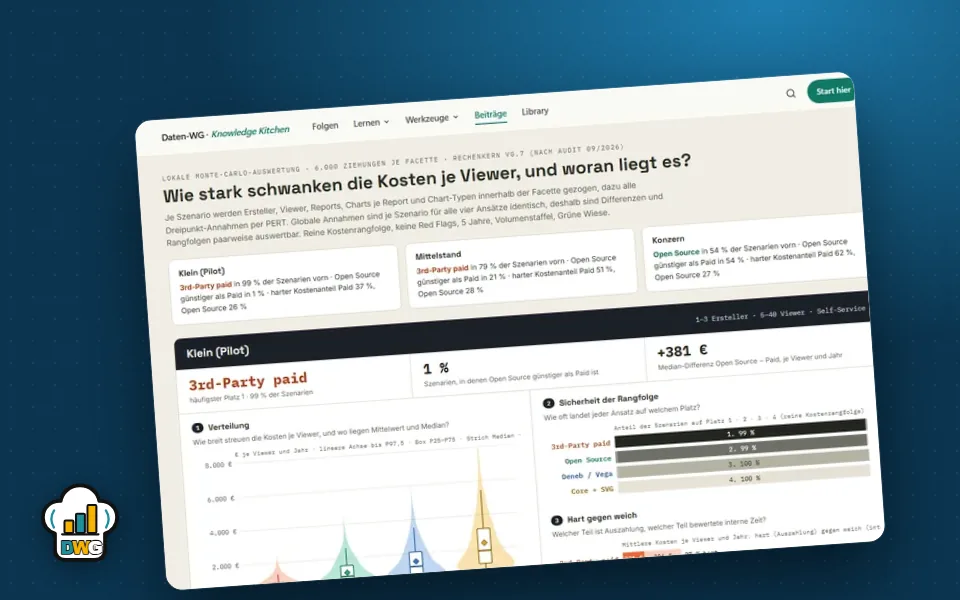 Daten-WG · Knowledge Kitchen
Folgen
Lernen
Werkzeuge
Beiträge
Library
Start hier
LOKALE MONTE-CARLO-AUSWERTUNG · 6.000 ZIEHUNGEN JE FACETTE · RECHENKERN V0.7 (NACH AUDIT 09/2026)
Wie stark schwanken die Kosten je Viewer, und woran liegt es?
Je Szenario werden Ersteller, Viewer, Reports, Charts je Report und Chart-Typen innerhalb der Facette gezogen, dazu alle
Dreipunkt-Annahmen per PERT. Globale Annahmen sind je Szenario für alle vier Ansätze identisch, deshalb sind Differenzen und
Rangfolgen paarweise auswertbar. Reine Kostenrangfolge, keine Red Flags, 5 Jahre, Volumenstaffel, Grüne Wiese.
Klein (Pilot)
3rd-Party paid in 99 % der Szenarien vorn · Open Source
günstiger als Paid in 1 % · harter Kostenanteil Paid 37 %,
Open Source 26 %
Mittelstand
3rd-Party paid in 79 % der Szenarien vorn · Open Source
günstiger als Paid in 21 % · harter Kostenanteil Paid 51 %,
Open Source 28 %
Konzern
Open Source in 54 % der Szenarien vorn · Open Source
günstiger als Paid in 54 % · harter Kostenanteil Paid 62 %,
Open Source 27 %
Klein (Pilot)
1–3 Ersteller · 5–40 Viewer · Self-Service
3rd-Party paid
häufigster Platz 1 · 99 % der Szenarien
1 %
Szenarien, in denen Open Source günstiger als Paid ist
+381 €
Median-Differenz Open Source − Paid, je Viewer und Jahr
1 Verteilung
Wie breit streuen die Kosten je Viewer, und wo liegen Mittelwert und Median?
€ je Viewer und Jahr · lineare Achse bis P97,5 · Box P25–P75 · Strich Median ·
8.000 €
6.000 €
4.000 €
2.000 €
2 Sicherheit der Rangfolge
Wie oft landet jeder Ansatz auf welchem Platz?
Anteil der Szenarien auf Platz 1 · 2 · 3 · 4 (reine Kostenrangfolge)
3rd-Party paid
1. 99 %
Open Source
2. 99 %
Deneb / Vega
3. 100 %
Core + SVG
4. 100 %
3 Hart gegen weich
Welcher Teil ist Auszahlung, welcher Teil bewertete interne Zeit?
Mittlere Kosten je Viewer und Jahr: hart (Auszahlung) gegen weich (int
DWG